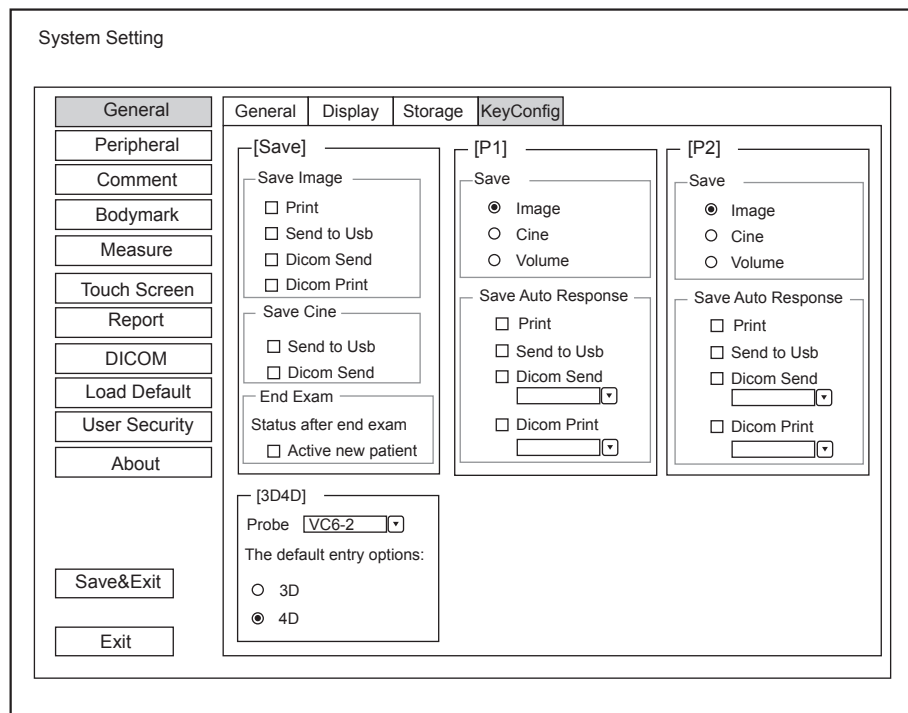 System Setting
General
Peripheral
Comment
Bodymark
Measure
Touch Screen
Report
DICOM
Load Default
User Security
About
Save&Exit
Exit
General Display Storage KeyConfig
[Save]
Save Image
Print
Send to Usb
Dicom Send
Dicom Print
Save Cine
Send to Usb
Dicom Send
End Exam
Status after end exam
Active new patient
[P1]
Save
Image
Cine
Volume
Save Auto Response
Print
Send to Usb
Dicom Send
Dicom Print
[P2]
Save
Image
Cine
Volume
Save Auto Response
Print
Send to Usb
Dicom Send
Dicom Print
[3D4D]
Probe VC6-2
The default entry options:
3D
4D